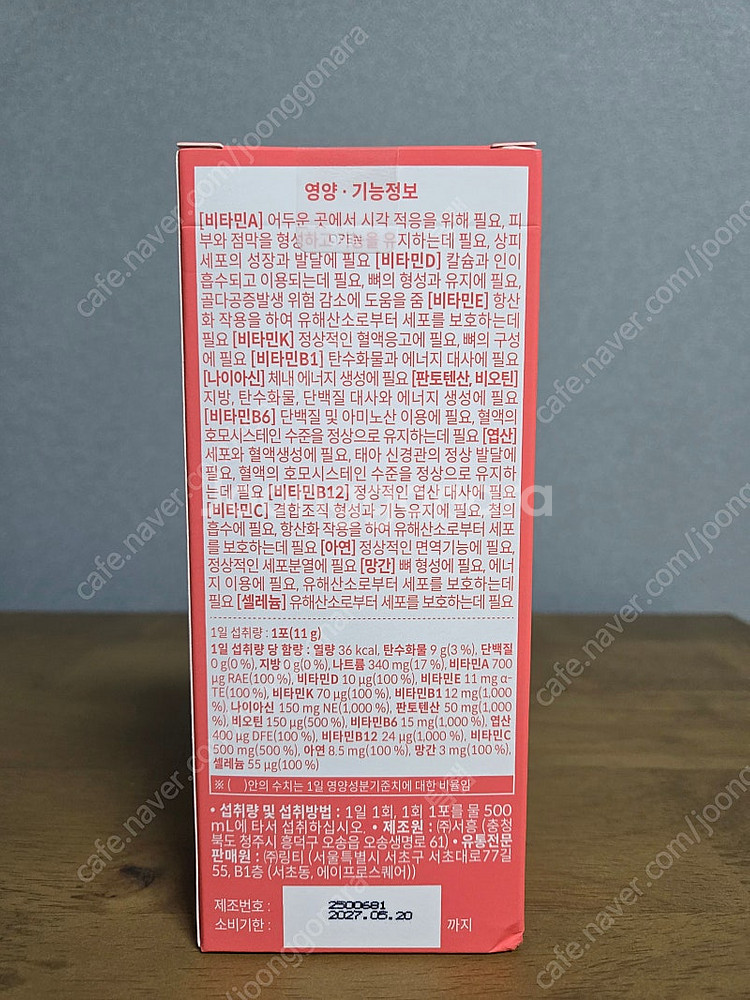 영양 · 기능정보
[비타민A] 어두운 곳에서 시각 적응을 위해 필요, 피
부와 점막을 형성하고 기능을 유지하는데 필요, 상피
세포의 성장과 발달에 필요 [비타민D] 칼슘과 인이
흡수되고 이용되는데 필요, 뼈의 형성과 유지에 필요,
골다공증발생 위험 감소에 도움을 줌 [비타민E] 항산
화 작용을 하여 유해산소로부터 세포를 보호하는데
필요 [비타민K] 정상적인 혈액응고에 필요, 뼈의 구성
에 필요 [비타민B1] 탄수화물과 에너지 대사에 필요
[나이아신] 체내 에너지 생성에 필요 [판토텐산, 비오틴]
지방, 탄수화물, 단백질 대사와 에너지 생성에 필요
[비타민B6] 단백질 및 아미노산 이용에 필요, 혈액의
호모시스테인 수준을 정상으로 유지하는데 필요 [엽산]
세포와 혈액생성에 필요, 태아 신경관의 정상 발달에
필요, 혈액의 호모시스테인 수준을 정상으로 유지하
는데 필요 [비타민B12] 정상적인 엽산 대사에 필요
[비타민C] 결합조직 형성과 기능유지에 필요, 철의
흡수에 필요, 항산화 작용을 하여 유해산소로부터 세포
를 보호하는데 필요 [아연] 정상적인 면역기능에 필요,
정상적인 세포분열에 필요 [망간] 뼈 형성에 필요, 에너
지 이용에 필요, 유해산소로부터 세포를 보호하는데
필요 [셀레늄] 유해산소로부터 세포를 보호하는데 필요
1일 섭취량 : 1포(11 g)
1일 섭취량 당 함량 : 열량 36 kcal, 탄수화물 9 g(3 %), 단백질
0 g(0 %), 지방 0 g(0 %), 나트륨 340 mg(17 %), 비타민A 700
μg RAE(100 %), 비타민D 10 μg(100 %), 비타민E 11 mg α-
TE(100 %), 비타민K 70 μg(100 %), 비타민B1 12 mg(1,000
%), 나이아신 150 mg NE(1,000 %), 판토텐산 50 mg(1,000
%), 비오틴 150 μg(500 %), 비타민B6 15 mg(1,000 %), 엽산
400 μg DFE(100 %), 비타민B12 24 μg(1,000 %), 비타민C
500 mg(500 %), 아연 8.5 mg(100 %), 망간 3 mg(100 %),
셀레늄 55 μg(100 %)
※ ( )안의 수치는 1일 영양성분기준치에 대한 비율임
• 섭취량 및 섭취방법 : 1일 1회, 1회 1포를 물 500
mL에 타서 섭취하십시오. • 제조원 : ㈜서흥 (충청
북도 청주시 흥덕구 오송읍 오송생명로 61) • 유통전문
판매원 : ㈜링티 (서울특별시 서초구 서초대로77길
55, B1층 (서초동, 에이프로스퀘어))
제조번호 : 2500681
소비기한 : 2027.05.20 까지
cafe.naver.com/joonggonara
cafe.naver.com/joonggonara
cafe.naver.com/joonggonara
cafe.naver.com/joong
cafe.naver.com/joong
cafe.naver.com/joong